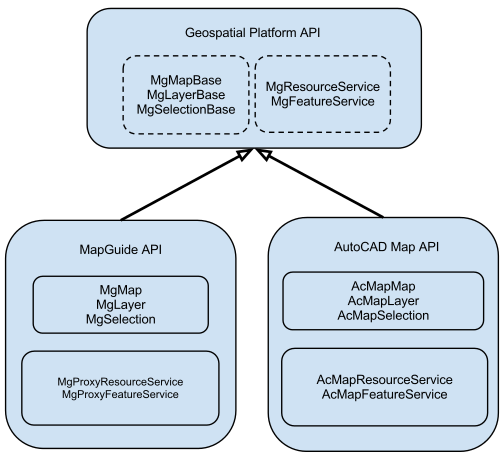 Geospatial Platform API
MgMapBase
MgLayerBase
MgSelectionBase
MgResourceService
MgFeatureService
MapGuide API
MgMap
MgLayer
MgSelection
MgProxyResourceService
MgProxyFeatureService
AutoCAD Map API
AcMapMap
AcMapLayer
AcMapSelection
AcMapResourceService
AcMapFeatureService